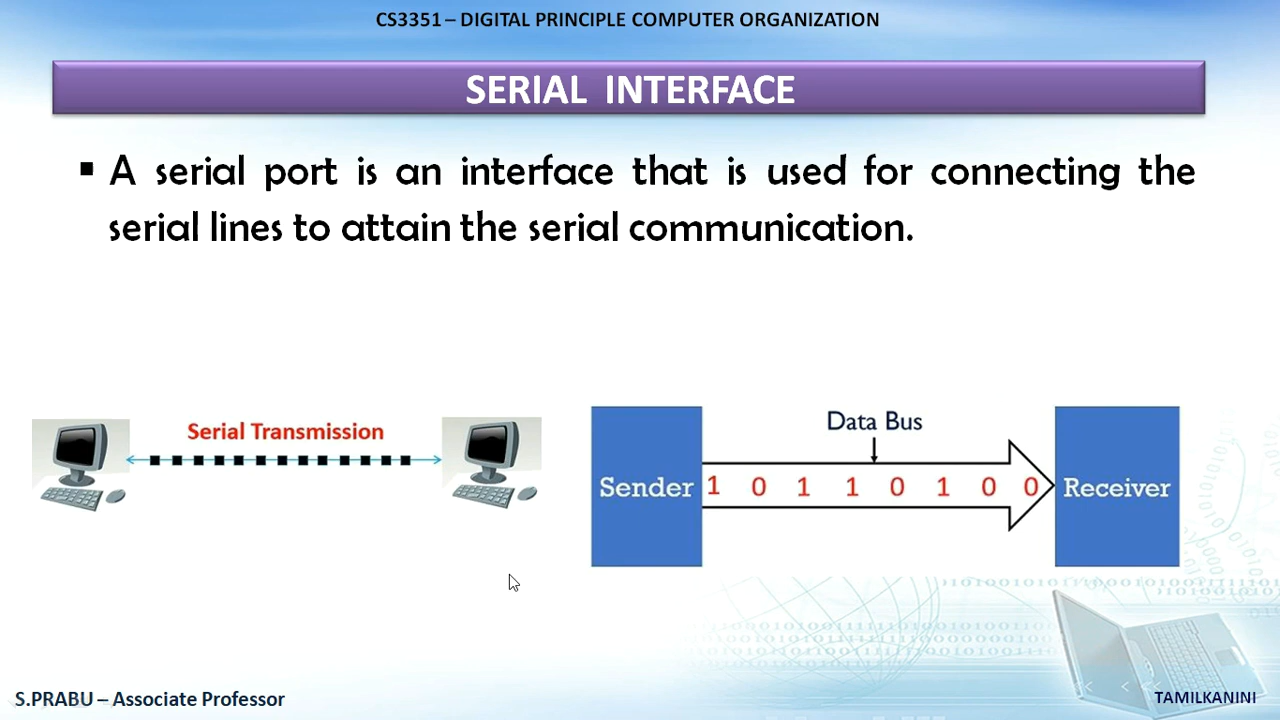 CS3351 – DIGITAL PRINCIPLE COMPUTER ORGANIZATION
SERIAL INTERFACE
▪ A serial port is an interface that is used for connecting the
serial lines to attain the serial communication.
Serial Transmission
Data Bus
Sender
1 0 1 1 0 1 0 0
Receiver
S.PRABU – Associate Professor
TAMILKANINI